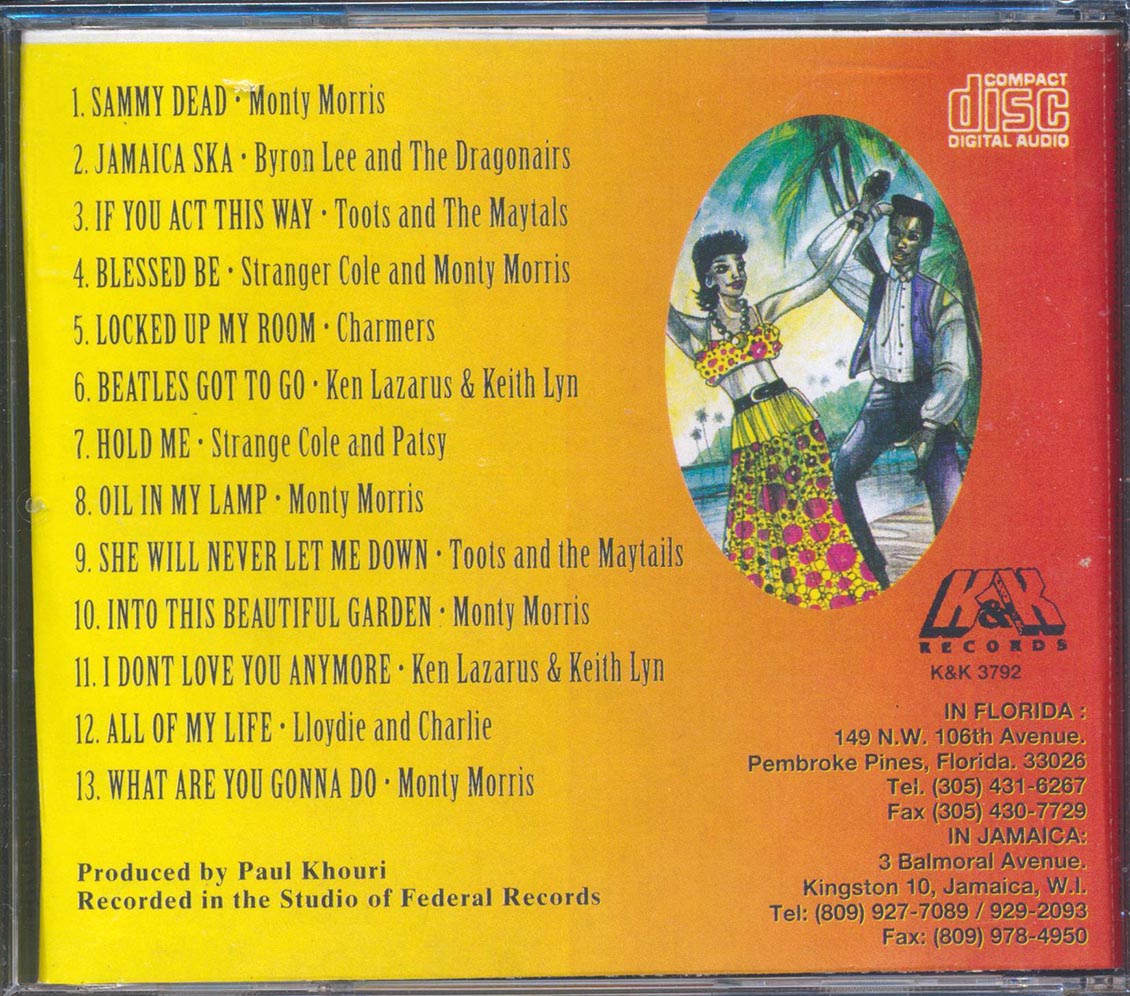 1. SAMMY DEAD · Monty Morris
2. JAMAICA SKA · Byron Lee and The Dragonairs
3. IF YOU ACT THIS WAY · Toots and The Maytals
4. BLESSED BE · Stranger Cole and Monty Morris
5. LOCKED UP MY ROOM · Charmers
6. BEATLES GOT TO GO · Ken Lazarus & Keith Lyn
7. HOLD ME · Strange Cole and Patsy
8. OIL IN MY LAMP · Monty Morris
9. SHE WILL NEVER LET ME DOWN · Toots and the Maytails
10. INTO THIS BEAUTIFUL GARDEN · Monty Morris
11. I DONT LOVE YOU ANYMORE · Ken Lazarus & Keith Lyn
12. ALL OF MY LIFE · Lloydie and Charlie
13. WHAT ARE YOU GONNA DO · Monty Morris
Produced by Paul Khouri
Recorded in the Studio of Federal Records
COMPACT
disc
DIGITAL AUDIO
K&K
RECORDS
K&K 3792
IN FLORIDA :
149 N.W. 106th Avenue.
Pembroke Pines, Florida. 33026
Tel. (305) 431-6267
Fax (305) 430-7729
IN JAMAICA:
3 Balmoral Avenue.
Kingston 10, Jamaica, W.I.
Tel: (809) 927-7089 / 929-2093
Fax: (809) 978-4950